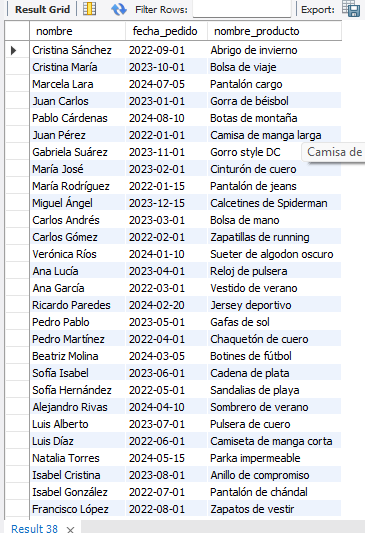 Result Grid Filter Rows: Export:
nombre fecha_pedido nombre_producto
Cristina Sánchez 2022-09-01 Abrigo de invierno
Cristina María 2023-10-01 Bolsa de viaje
Marcela Lara 2024-07-05 Pantalón cargo
Juan Carlos 2023-01-01 Gorra de béisbol
Pablo Cárdenas 2024-08-10 Botas de montaña
Juan Pérez 2022-01-01 Camisa de manga larga
Gabriela Suárez 2023-11-01 Gorro style DC Camisa de
María José 2023-02-01 Cinturón de cuero
María Rodríguez 2022-01-15 Pantalón de jeans
Miguel Ángel 2023-12-15 Calcetines de Spiderman
Carlos Andrés 2023-03-01 Bolsa de mano
Carlos Gómez 2022-02-01 Zapatillas de running
Verónica Ríos 2024-01-10 Sueter de algodon oscuro
Ana Lucía 2023-04-01 Reloj de pulsera
Ana García 2022-03-01 Vestido de verano
Ricardo Paredes 2024-02-20 Jersey deportivo
Pedro Pablo 2023-05-01 Gafas de sol
Pedro Martínez 2022-04-01 Chaquetón de cuero
Beatriz Molina 2024-03-05 Botines de fútbol
Sofía Isabel 2023-06-01 Cadena de plata
Sofía Hernández 2022-05-01 Sandalias de playa
Alejandro Rivas 2024-04-10 Sombrero de verano
Luis Alberto 2023-07-01 Pulsera de cuero
Luis Díaz 2022-06-01 Camiseta de manga corta
Natalia Torres 2024-05-15 Parka impermeable
Isabel Cristina 2023-08-01 Anillo de compromiso
Isabel González 2022-07-01 Pantalón de chándal
Francisco López 2022-08-01 Zapatos de vestir
Result 38